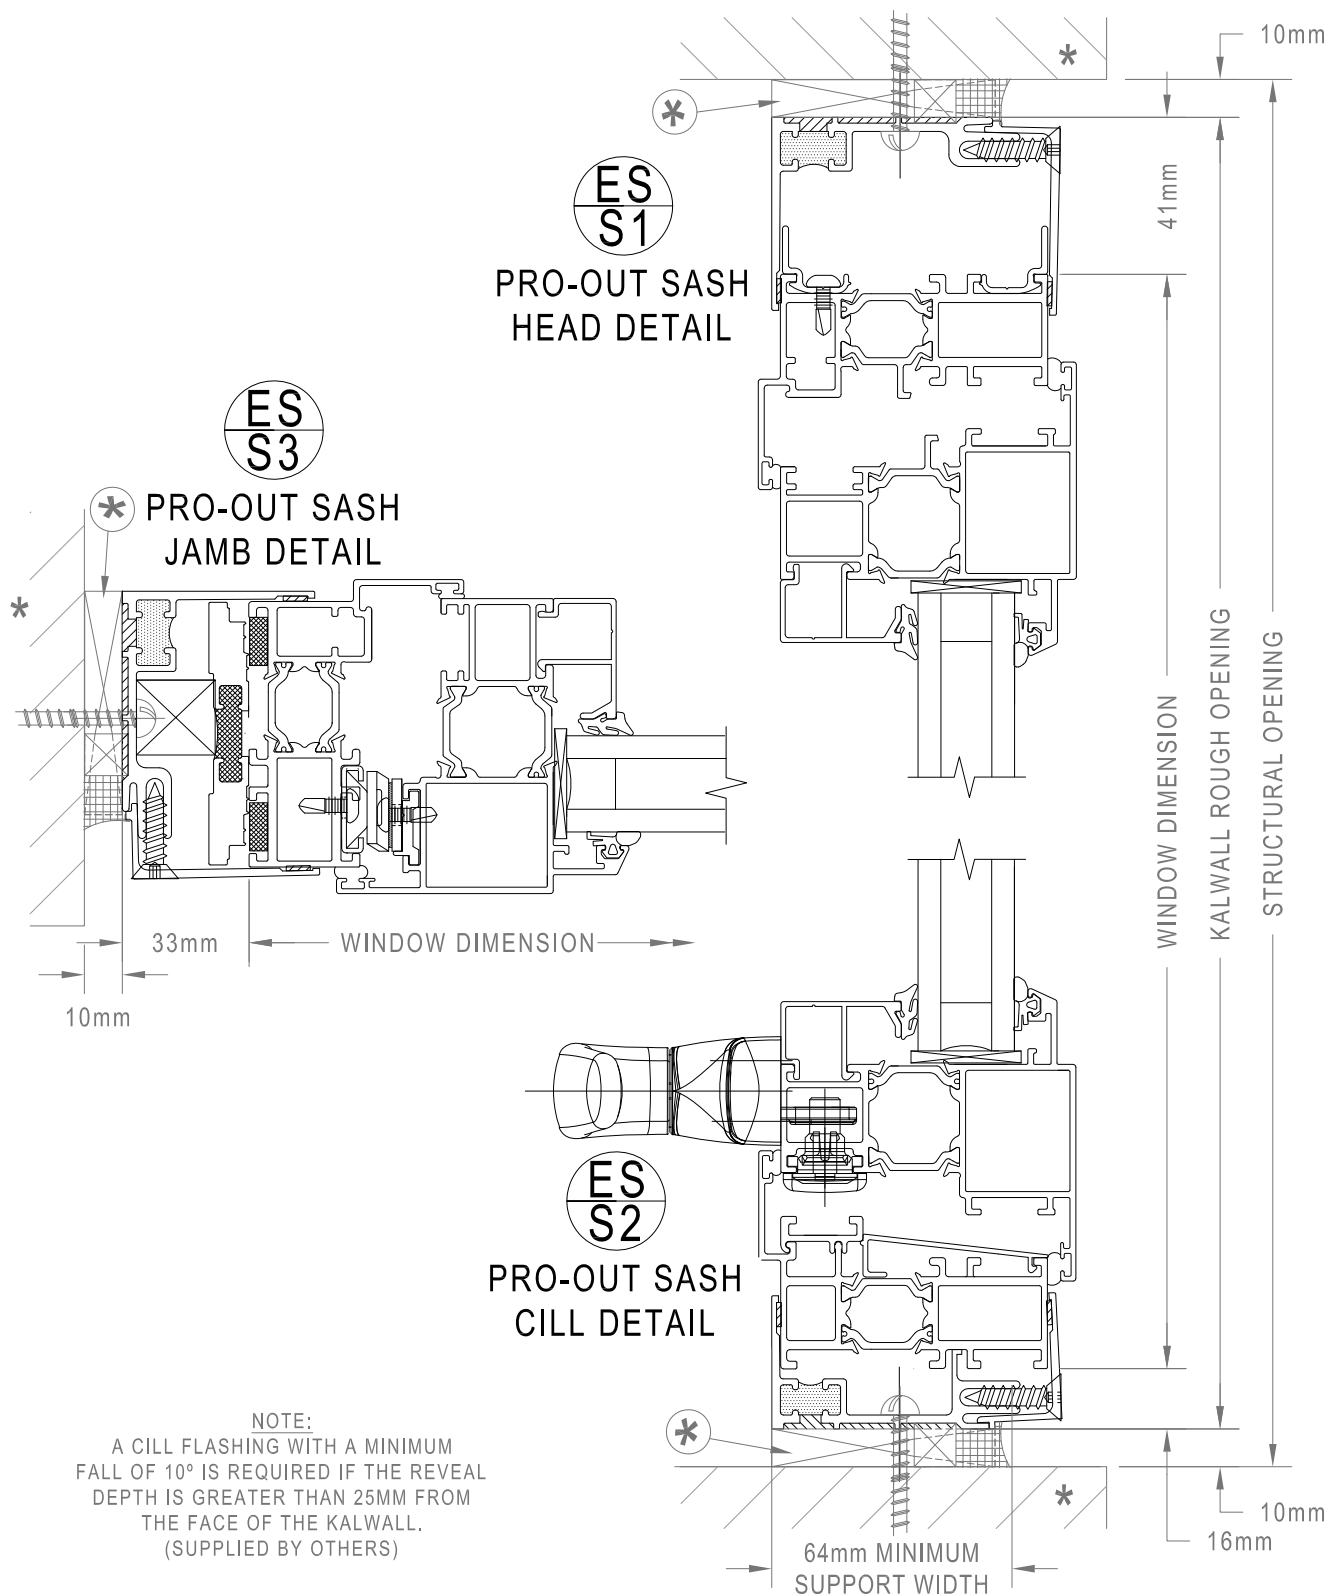 10mm
*
*
ES
S1
PRO-OUT SASH
HEAD DETAIL
41mm
ES
S3
*
PRO-OUT SASH
JAMB DETAIL
*
33mm
WINDOW DIMENSION
10mm
WINDOW DIMENSION
KALWALL ROUGH OPENING
STRUCTURAL OPENING
ES
S2
PRO-OUT SASH
CILL DETAIL
*
*
NOTE:
A CILL FLASHING WITH A MINIMUM
FALL OF 10º IS REQUIRED IF THE REVEAL
DEPTH IS GREATER THAN 25MM FROM
THE FACE OF THE KALWALL.
(SUPPLIED BY OTHERS)
10mm
16mm
64mm MINIMUM
SUPPORT WIDTH